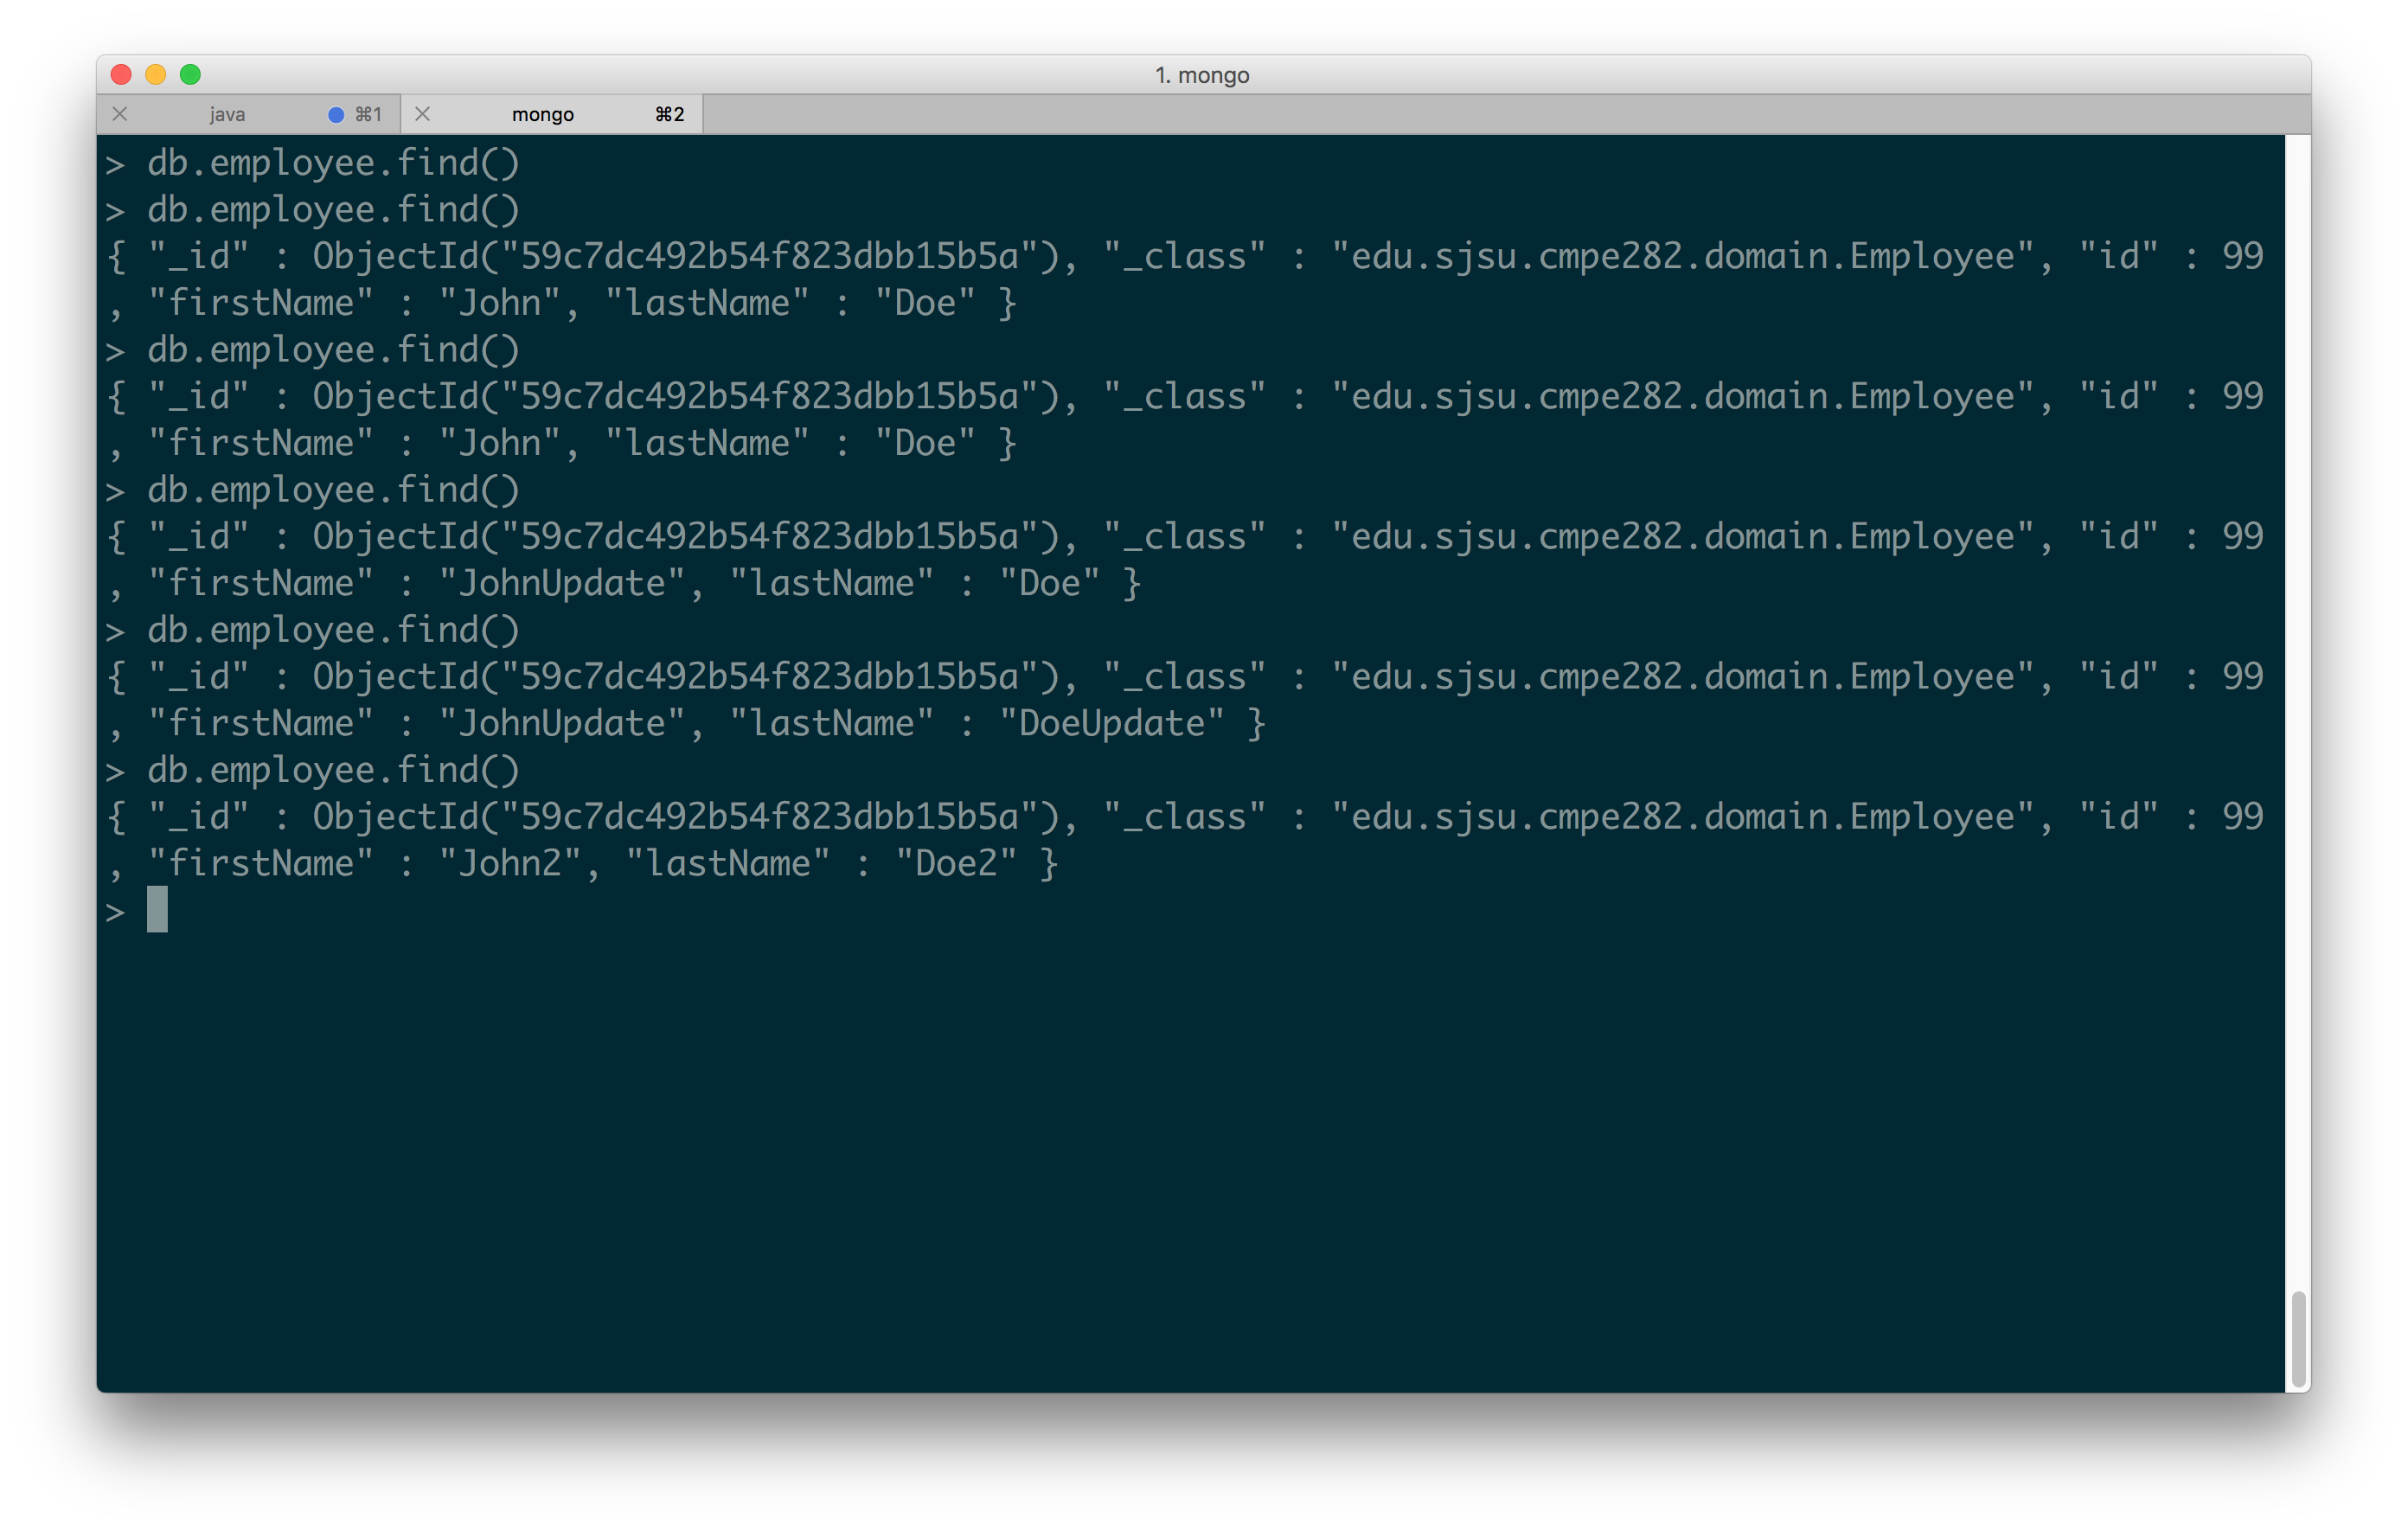 1. mongo
java ⌘1 mongo ⌘2
> db.employee.find()
> db.employee.find()
{ "_id" : ObjectId("59c7dc492b54f823dbb15b5a"), "_class" : "edu.sjsu.cmpe282.domain.Employee", "id" : 99
, "firstName" : "John", "lastName" : "Doe" }
> db.employee.find()
{ "_id" : ObjectId("59c7dc492b54f823dbb15b5a"), "_class" : "edu.sjsu.cmpe282.domain.Employee", "id" : 99
, "firstName" : "John", "lastName" : "Doe" }
> db.employee.find()
{ "_id" : ObjectId("59c7dc492b54f823dbb15b5a"), "_class" : "edu.sjsu.cmpe282.domain.Employee", "id" : 99
, "firstName" : "JohnUpdate", "lastName" : "Doe" }
> db.employee.find()
{ "_id" : ObjectId("59c7dc492b54f823dbb15b5a"), "_class" : "edu.sjsu.cmpe282.domain.Employee", "id" : 99
, "firstName" : "JohnUpdate", "lastName" : "DoeUpdate" }
> db.employee.find()
{ "_id" : ObjectId("59c7dc492b54f823dbb15b5a"), "_class" : "edu.sjsu.cmpe282.domain.Employee", "id" : 99
, "firstName" : "John2", "lastName" : "Doe2" }
>